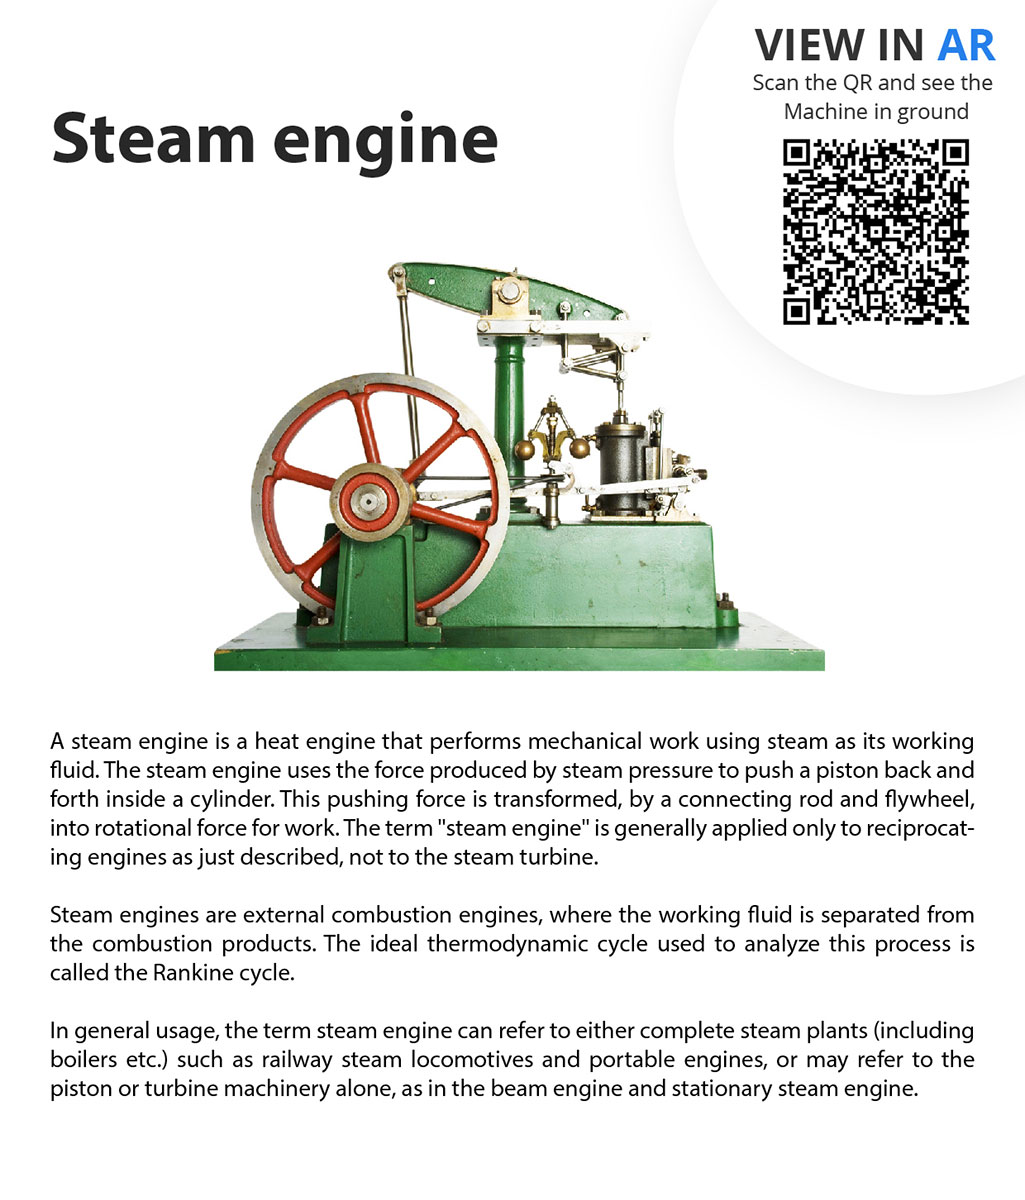 VIEW IN AR
Scan the QR and see the
Machine in ground
Steam engine
A steam engine is a heat engine that performs mechanical work using steam as its working
fluid. The steam engine uses the force produced by steam pressure to push a piston back and
forth inside a cylinder. This pushing force is transformed, by a connecting rod and flywheel,
into rotational force for work. The term "steam engine" is generally applied only to reciprocat-
ing engines as just described, not to the steam turbine.
Steam engines are external combustion engines, where the working fluid is separated from
the combustion products. The ideal thermodynamic cycle used to analyze this process is
called the Rankine cycle.
In general usage, the term steam engine can refer to either complete steam plants (including
boilers etc.) such as railway steam locomotives and portable engines, or may refer to the
piston or turbine machinery alone, as in the beam engine and stationary steam engine.